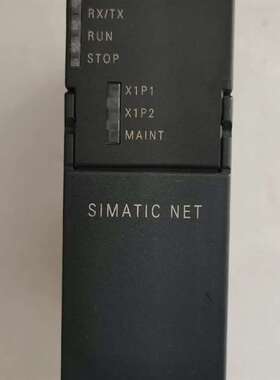 RX/TX
RUN
STOP
X1P1
X1P2
MAINT
SIMATIC NET